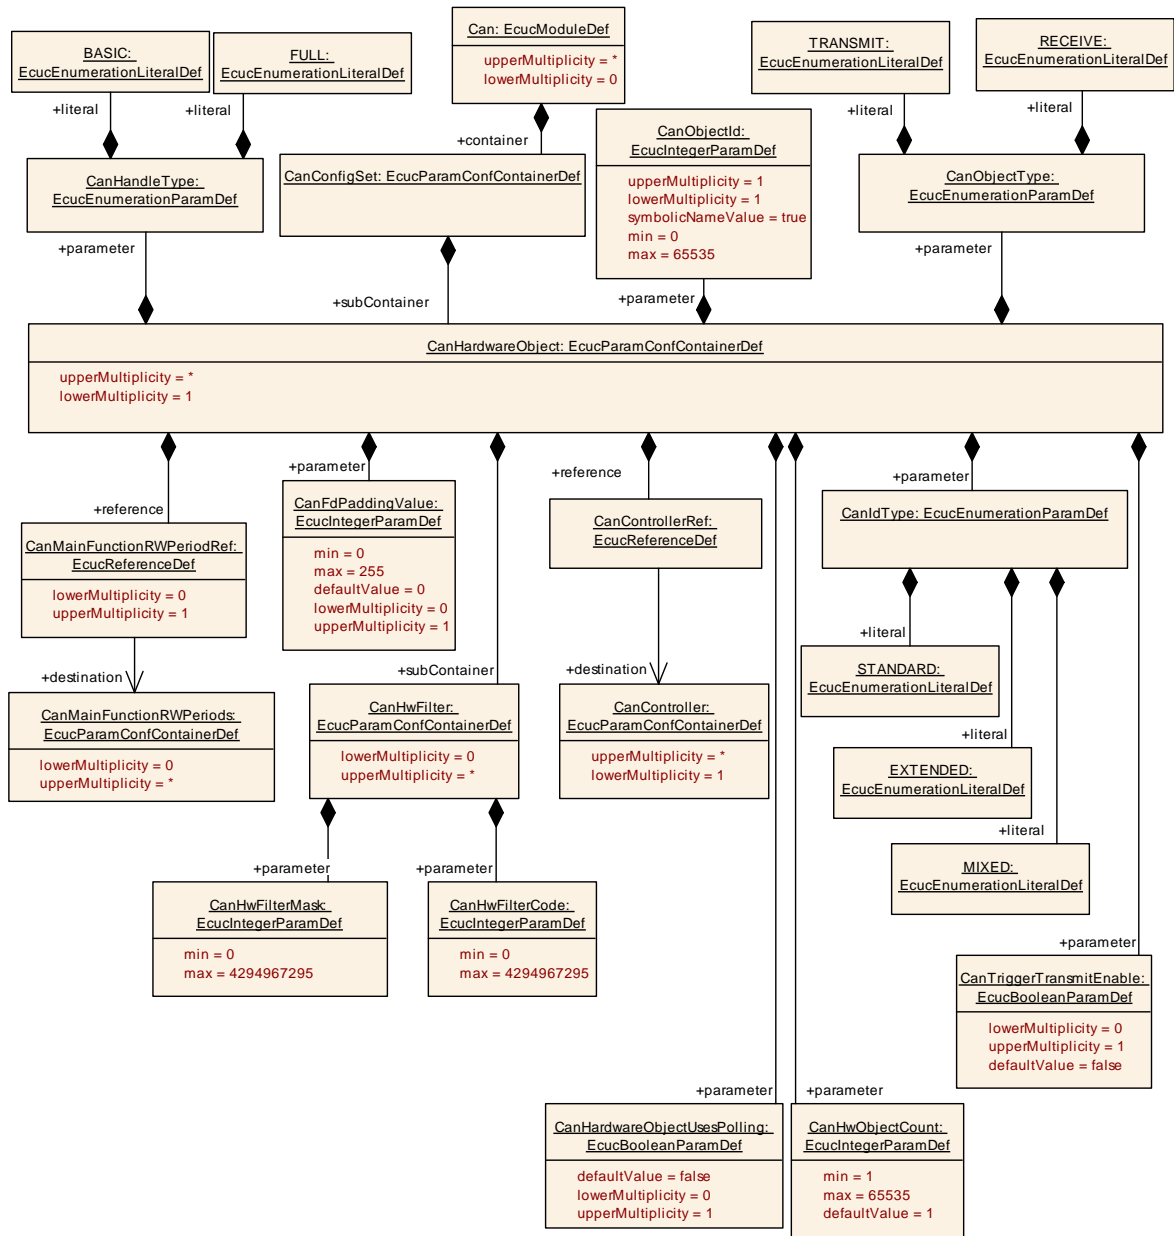 BASIC:
EcucEnumerationLiteralDef
FULL:
EcucEnumerationLiteralDef
Can: EcucModuleDef
upperMultiplicity = *
lowerMultiplicity = 0
TRANSMIT:
EcucEnumerationLiteralDef
RECEIVE:
EcucEnumerationLiteralDef
+literal
+literal
+container
+literal
+literal
CanHandleType:
EcucEnumerationParamDef
CanConfigSet: EcucParamConfContainerDef
CanObjectId:
EcucIntegerParamDef
upperMultiplicity = 1
lowerMultiplicity = 1
symbolicNameValue = true
min = 0
max = 65535
CanObjectType:
EcucEnumerationParamDef
+parameter
+subContainer
+parameter
+parameter
CanHardwareObject: EcucParamConfContainerDef
upperMultiplicity = *
lowerMultiplicity = 1
+reference
+parameter
+reference
+parameter
CanMainFunctionRWPeriodRef:
EcucReferenceDef
lowerMultiplicity = 0
upperMultiplicity = 1
CanFdPaddingValue:
EcucIntegerParamDef
min = 0
max = 255
defaultValue = 0
lowerMultiplicity = 0
upperMultiplicity = 1
CanControllerRef:
EcucReferenceDef
CanIdType: EcucEnumerationParamDef
+destination
+subContainer
+destination
+literal
STANDARD:
EcucEnumerationLiteralDef
CanMainFunctionRWPeriods:
EcucParamConfContainerDef
lowerMultiplicity = 0
upperMultiplicity = *
CanHwFilter:
EcucParamConfContainerDef
lowerMultiplicity = 0
upperMultiplicity = *
CanController:
EcucParamConfContainerDef
upperMultiplicity = *
lowerMultiplicity = 1
+literal
EXTENDED:
EcucEnumerationLiteralDef
+literal
MIXED:
EcucEnumerationLiteralDef
+parameter
+parameter
CanHwFilterMask:
EcucIntegerParamDef
min = 0
max = 4294967295
CanHwFilterCode:
EcucIntegerParamDef
min = 0
max = 4294967295
+parameter
CanTriggerTransmitEnable:
EcucBooleanParamDef
lowerMultiplicity = 0
upperMultiplicity = 1
defaultValue = false
+parameter
+parameter
CanHardwareObjectUsesPolling:
EcucBooleanParamDef
defaultValue = false
lowerMultiplicity = 0
upperMultiplicity = 1
CanHwObjectCount:
EcucIntegerParamDef
min = 1
max = 65535
defaultValue = 1